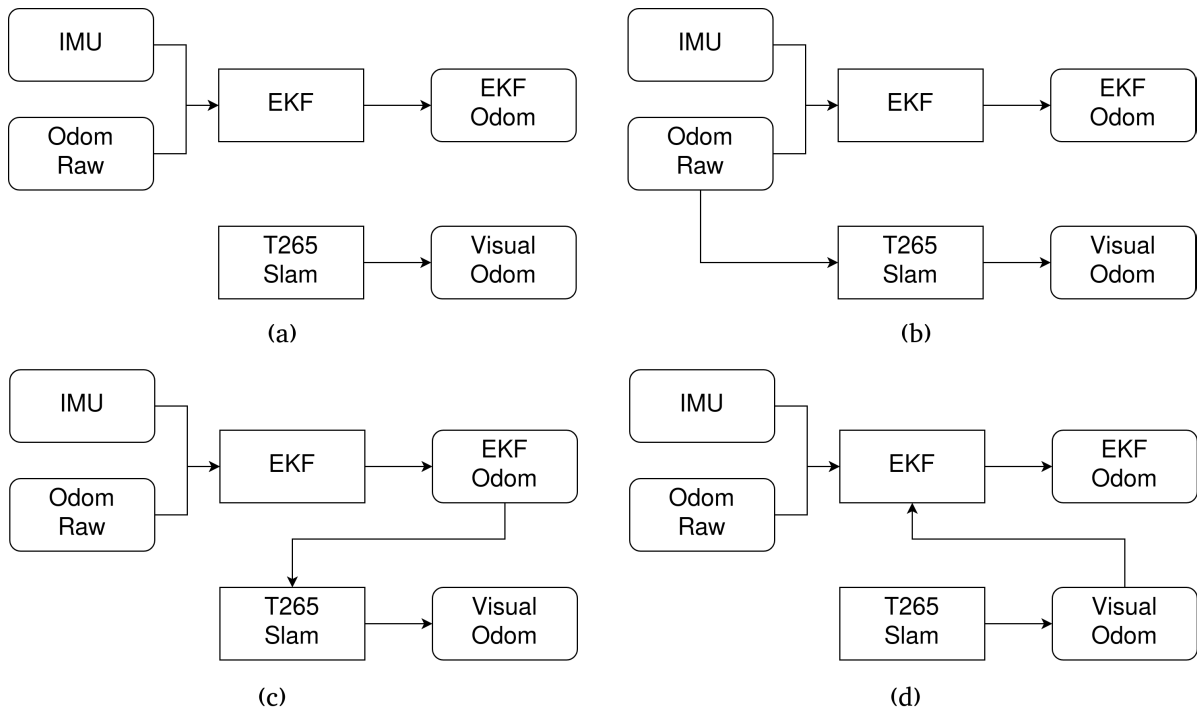 IMU
EKF
EKF
Odom
Odom
Raw
T265
Slam
Visual
Odom
(a)
IMU
EKF
EKF
Odom
Odom
Raw
T265
Slam
Visual
Odom
(b)
IMU
EKF
EKF
Odom
Odom
Raw
T265
Slam
Visual
Odom
(c)
IMU
EKF
EKF
Odom
Odom
Raw
T265
Slam
Visual
Odom
(d)